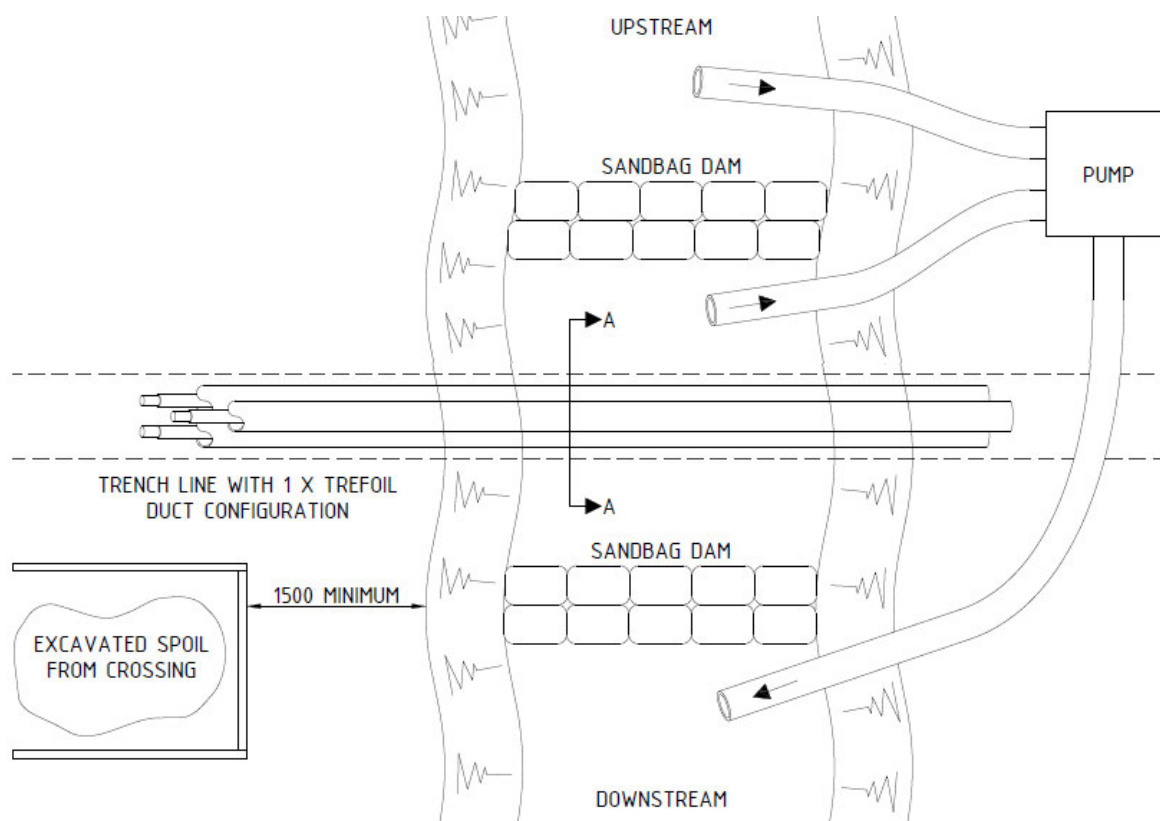 UPSTREAM
SANDBAG DAM
PUMP
A
TRENCH LINE WITH 1 X TREFOIL
DUCT CONFIGURATION
A
SANDBAG DAM
1500 MINIMUM
EXCAVATED SPOIL
FROM CROSSING
DOWNSTREAM